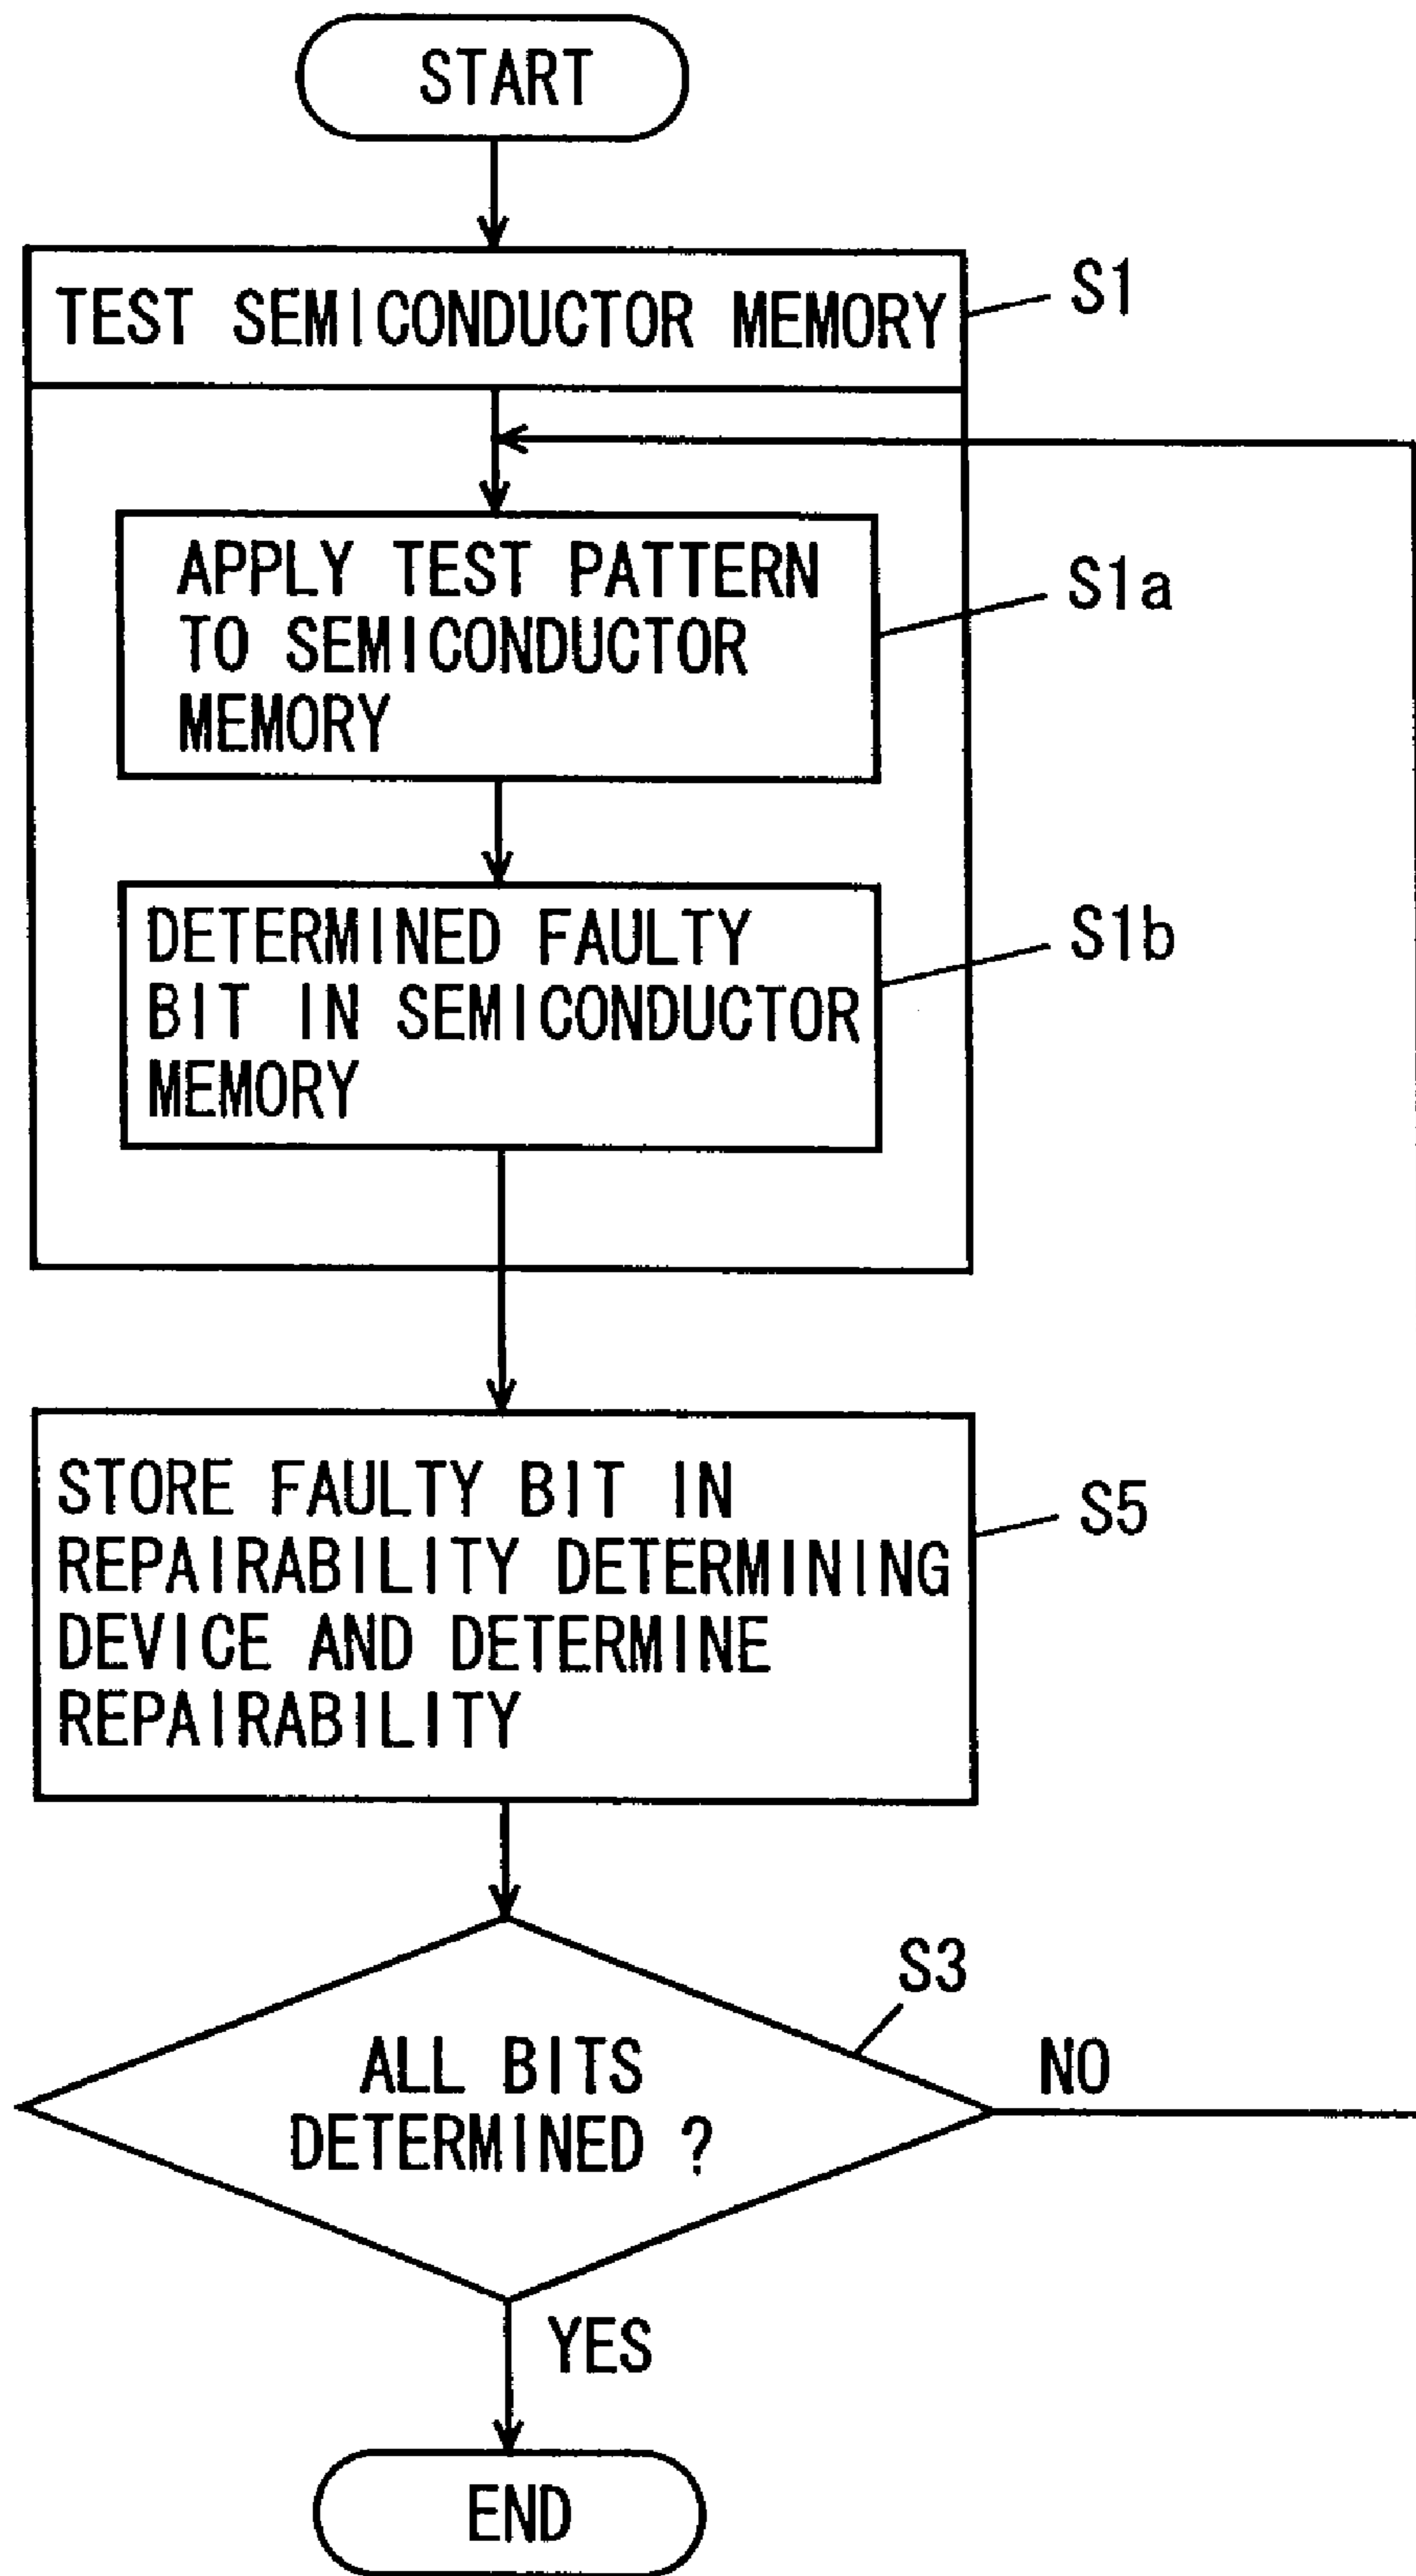 START
TEST SEMICONDUCTOR MEMORY
S1
APPLY TEST PATTERN
TO SEMICONDUCTOR
MEMORY
S1a
DETERMINED FAULTY
BIT IN SEMICONDUCTOR
MEMORY
S1b
STORE FAULTY BIT IN
REPAIRABILITY DETERMINING
DEVICE AND DETERMINE
REPAIRABILITY
S5
S3
ALL BITS
DETERMINED ?
NO
YES
END